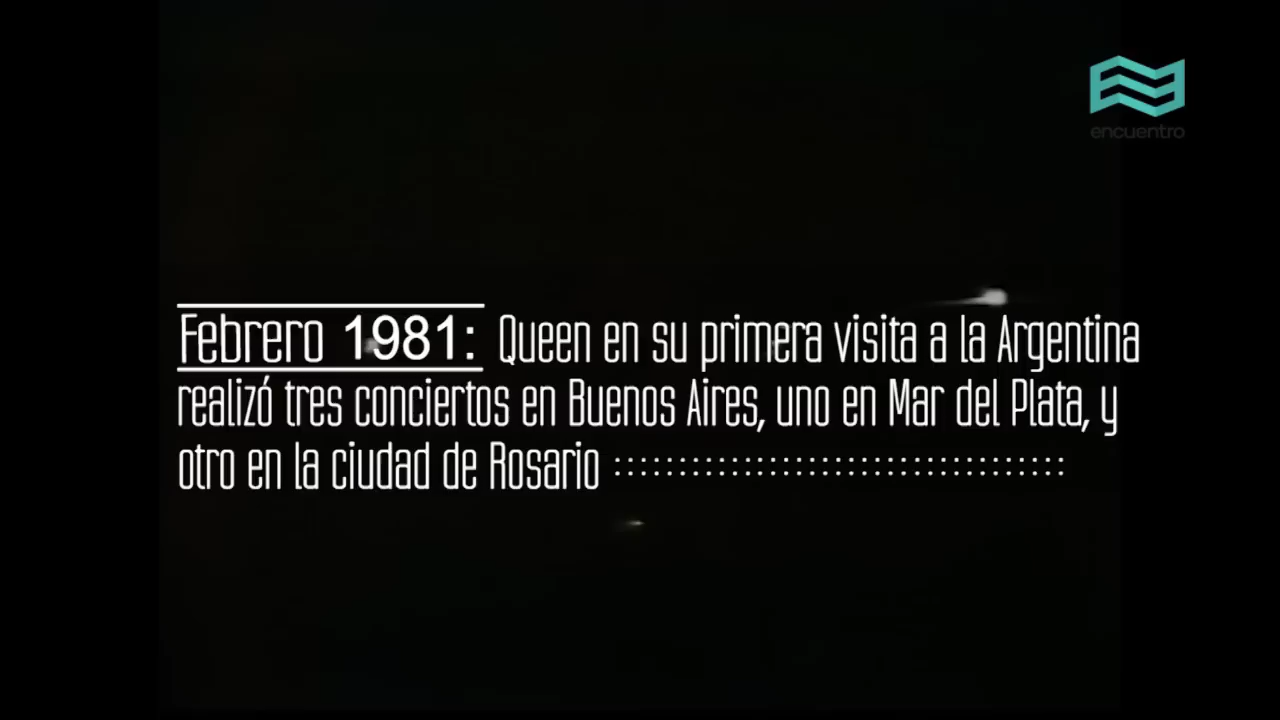 encuentro
Febrero 1981: Queen en su primera visita a la Argentina
realizó tres conciertos en Buenos Aires, uno en Mar del Plata, y
otro en la ciudad de Rosario